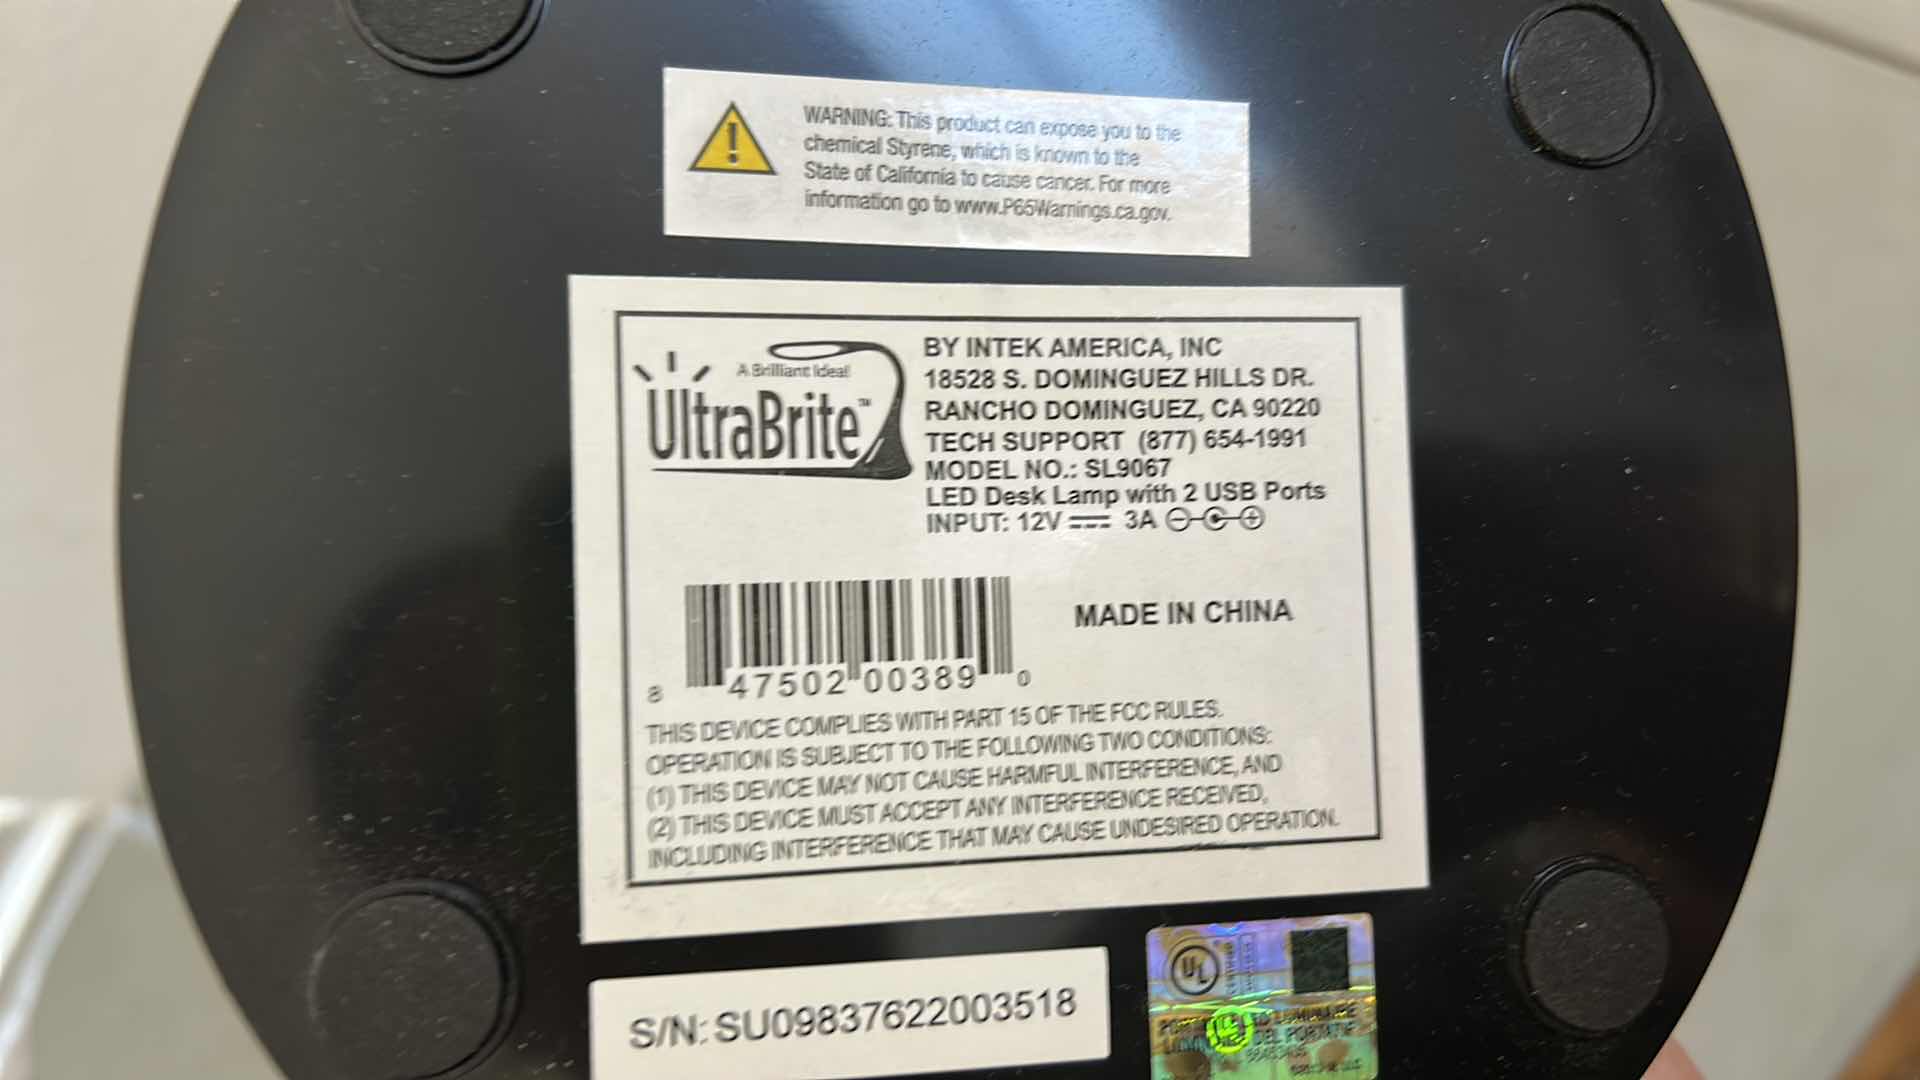 WARNING: This product can expose you to the
chemical Styrene, which is known to the
State of California to cause cancer. For more
information go to www.P65Warnings.ca.gov.
A Brilliant Idea!
UltraBrite™
BY INTEK AMERICA, INC
18528 S. DOMINGUEZ HILLS DR.
RANCHO DOMINGUEZ, CA 90220
TECH SUPPORT (877) 654-1991
MODEL NO.: SL9067
LED Desk Lamp with 2 USB Ports
INPUT: 12V 3A
MADE IN CHINA
8 47502 00389 0
THIS DEVICE COMPLIES WITH PART 15 OF THE FCC RULES.
OPERATION IS SUBJECT TO THE FOLLOWING TWO CONDITIONS:
(1) THIS DEVICE MAY NOT CAUSE HARMFUL INTERFERENCE, AND
(2) THIS DEVICE MUST ACCEPT ANY INTERFERENCE RECEIVED,
INCLUDING INTERFERENCE THAT MAY CAUSE UNDESIRED OPERATION.
S/N: SU09837622003518
UL